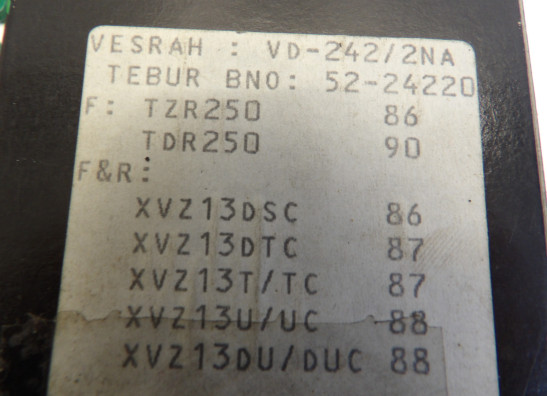 VESRAH : VD-242/2NA
TEBUR BNO: 52-24220
F: TZR250 86
TDR250 90
F&R:
XVZ13DSC 86
XVZ13DTC 87
XVZ13T/TC 87
XVZ13U/UC 88
XVZ13DU/DUC 88